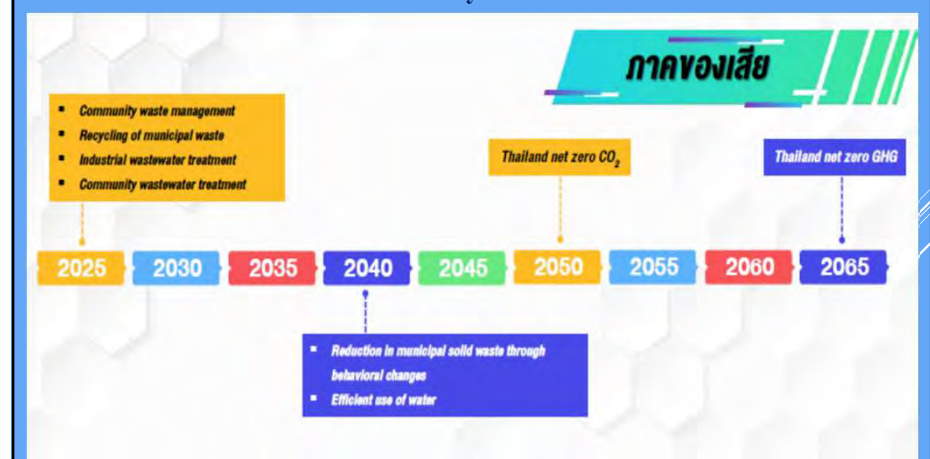 ภาคของเสีย
▪ Community waste management
▪ Recycling of municipal waste
▪ Industrial wastewater treatment
▪ Community wastewater treatment
Thailand net zero CO₂
Thailand net zero GHG
2025 2030 2035 2040 2045 2050 2055 2060 2065
▪ Reduction in municipal solid waste through
behavioral changes
▪ Efficient use of water